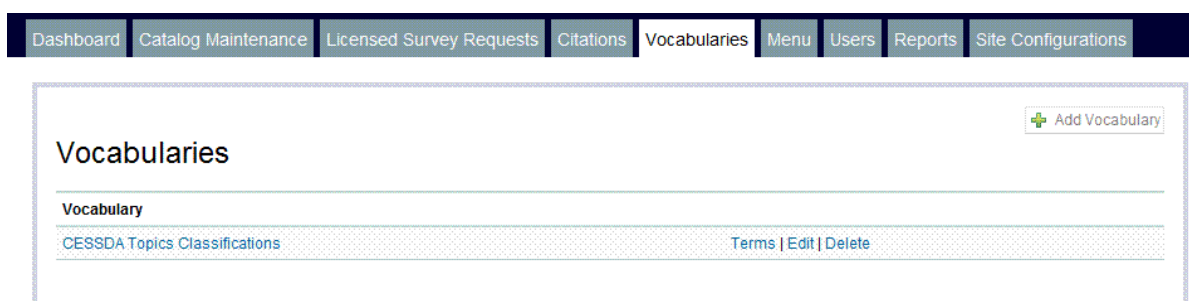 Dashboard Catalog Maintenance Licensed Survey Requests Citations Vocabularies Menu Users Reports Site Configurations
Add Vocabulary
Vocabularies
Vocabulary
CESSDA Topics Classifications Terms | Edit | Delete